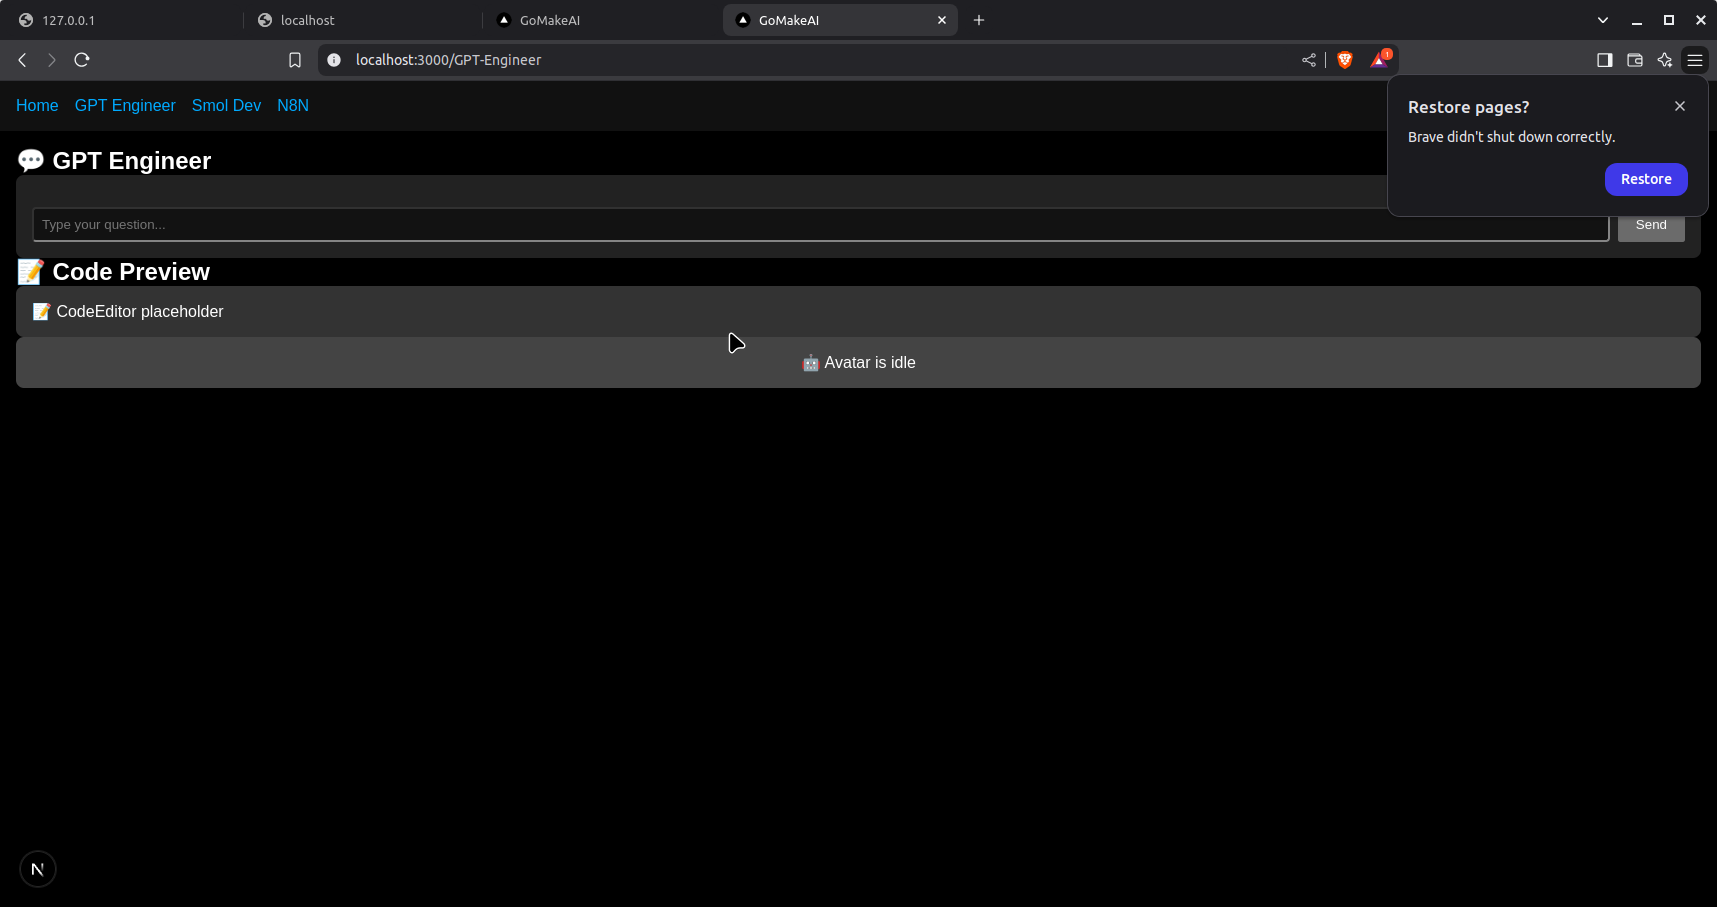 127.0.0.1
localhost
GoMakeAI
GoMakeAI
localhost:3000/GPT-Engineer
Home GPT Engineer Smol Dev N8N
Restore pages?
Brave didn't shut down correctly.
Restore
💬 GPT Engineer
Type your question...
Send
📝 Code Preview
📝 CodeEditor placeholder
🤖 Avatar is idle
N